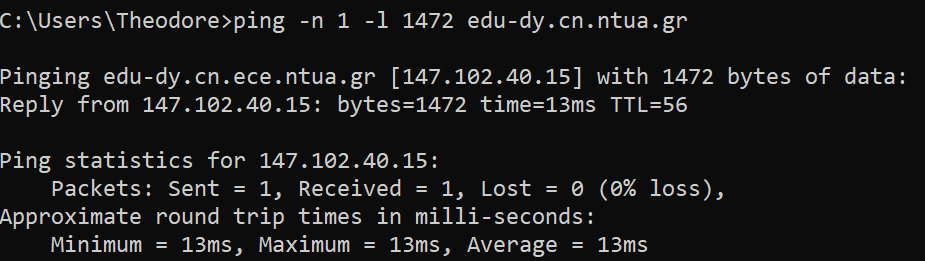 C:\Users\Theodore>ping -n 1 -l 1472 edu-dy.cn.ntua.gr
Pinging edu-dy.cn.ece.ntua.gr [147.102.40.15] with 1472 bytes of data:
Reply from 147.102.40.15: bytes=1472 time=13ms TTL=56
Ping statistics for 147.102.40.15:
    Packets: Sent = 1, Received = 1, Lost = 0 (0% loss),
Approximate round trip times in milli-seconds:
    Minimum = 13ms, Maximum = 13ms, Average = 13ms